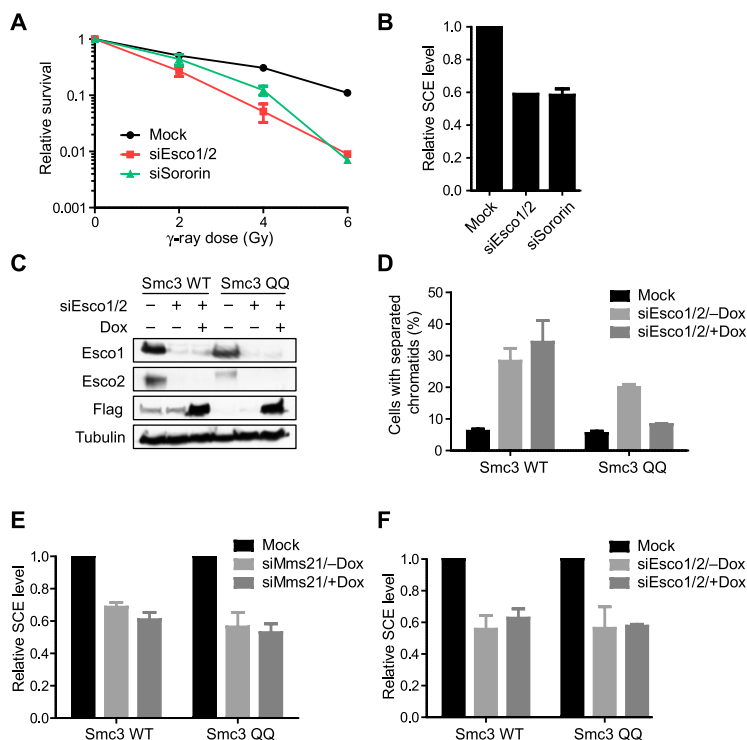 A
Relative survival
1
0.1
0.01
0.001
0
2
4
6
γ-ray dose (Gy)
Mock
siEsco1/2
siSororin
B
Relative SCE level
1.0
0.8
0.6
0.4
0.2
0.0
Mock
siEsco1/2
siSororin
C
Smc3 WT Smc3 QQ
siEsco1/2 – + + – + +
Dox – – + – – +
Esco1
Esco2
Flag
Tubulin
D
Mock
siEsco1/2/–Dox
siEsco1/2/+Dox
Cells with separated
chromatids (%)
50
40
30
20
10
0
Smc3 WT Smc3 QQ
E
Mock
siMms21/–Dox
siMms21/+Dox
Relative SCE level
1.0
0.8
0.6
0.4
0.2
0.0
Smc3 WT Smc3 QQ
F
Mock
siEsco1/2/–Dox
siEsco1/2/+Dox
Relative SCE level
1.0
0.8
0.6
0.4
0.2
0.0
Smc3 WT Smc3 QQ